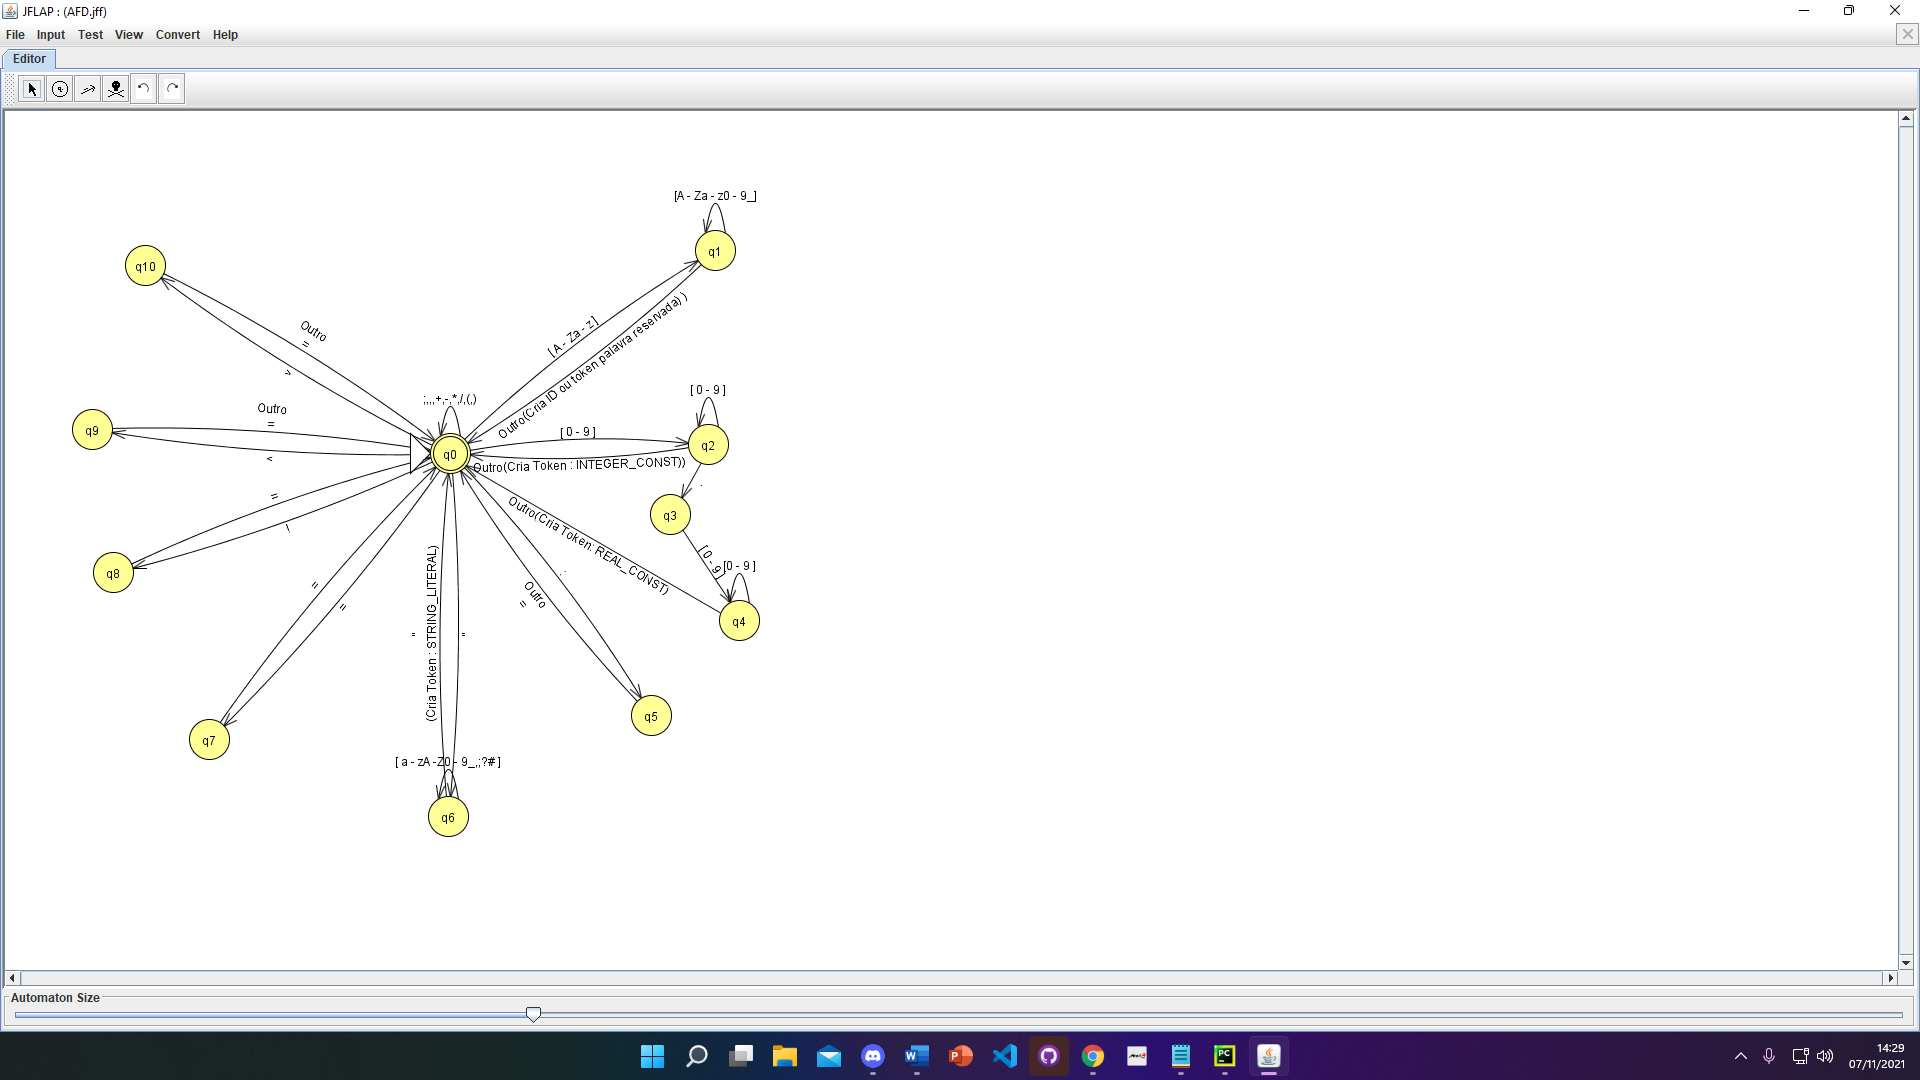 JFLAP : (AFD.jff)
File Input Test View Convert Help
Editor
[A - Za - z0 - 9_]
q1
q10
Outro
=
>
[ A - Za - z ]
Outro(Cria ID ou token palavra reservada) )
;,,,+,-,*,/,(,)
[ 0 - 9 ]
q9
Outro
=
<
q0
[ 0 - 9 ]
q2
Outro(Cria Token : INTEGER_CONST))
.
q3
=
q8
Outro(Cria Token: REAL_CONST)
[ 0 - 9 ]
[0 - 9 ]
q4
=
=
(Cria Token : STRING_LITERAL)
"
"
Outro
=
q5
q7
[ a - zA -Z0 - 9_,;?# ]
q6
Automaton Size
14:29
07/11/2021